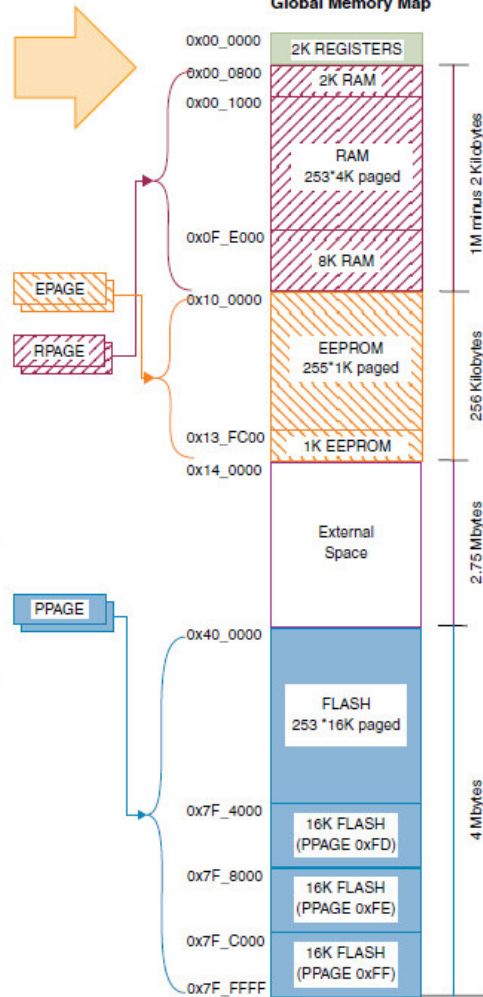 Global Memory Map
0x00_0000
2K REGISTERS
0x00_0800
2K RAM
0x00_1000
RAM
253*4K paged
1M minus 2 Kilobytes
0x0F_E000
8K RAM
EPAGE
0x10_0000
RPAGE
EEPROM
255*1K paged
256 Kilobytes
0x13_FC00
1K EEPROM
0x14_0000
External
Space
2.75 Mbytes
PPAGE
0x40_0000
FLASH
253 *16K paged
4 Mbytes
0x7F_4000
16K FLASH
(PPAGE 0xFD)
0x7F_8000
16K FLASH
(PPAGE 0xFE)
0x7F_C000
16K FLASH
(PPAGE 0xFF)
0x7F_FFFF